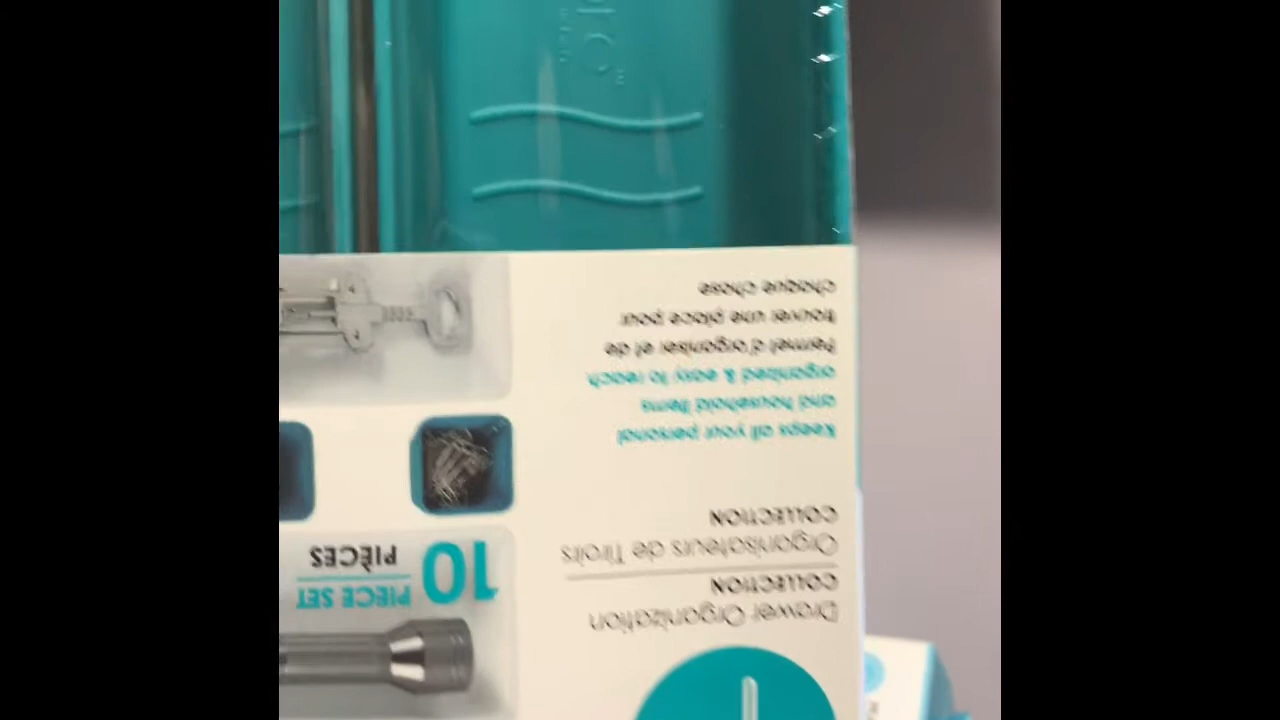 Drawer Organization
COLLECTION
Organisateurs de Tiroirs
COLLECTION
Keeps all your personal
and household items
organized & easy to reach
Permet d'organiser et de
trouver une place pour
chaque chose
10 PIECE SET
PIÈCES